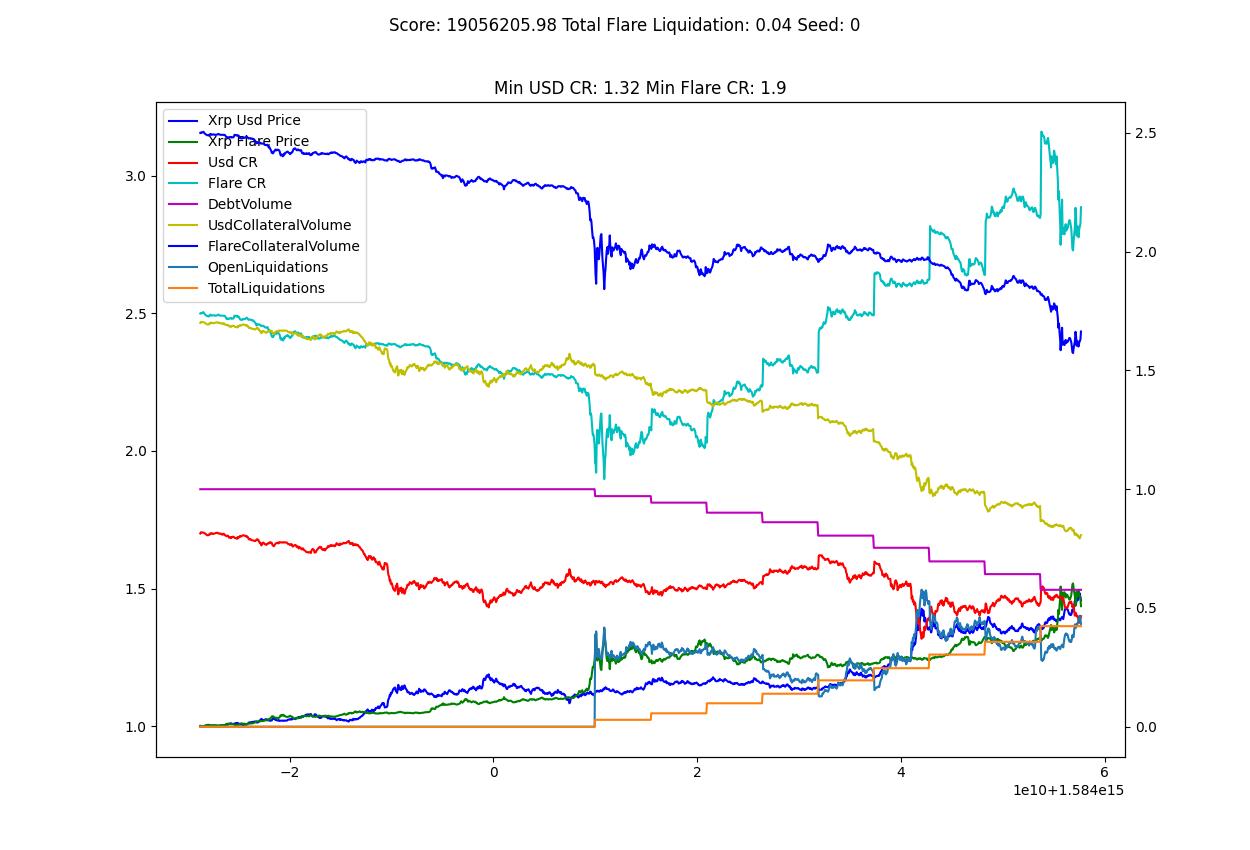 Score: 19056205.98 Total Flare Liquidation: 0.04 Seed: 0
Min USD CR: 1.32 Min Flare CR: 1.9
Xrp Usd Price
Xrp Flare Price
Usd CR
Flare CR
DebtVolume
UsdCollateralVolume
FlareCollateralVolume
OpenLiquidations
TotalLiquidations
3.0
2.5
2.0
1.5
1.0
2.5
2.0
1.5
1.0
0.5
0.0
−2
0
2
4
6
1e10+1.584e15